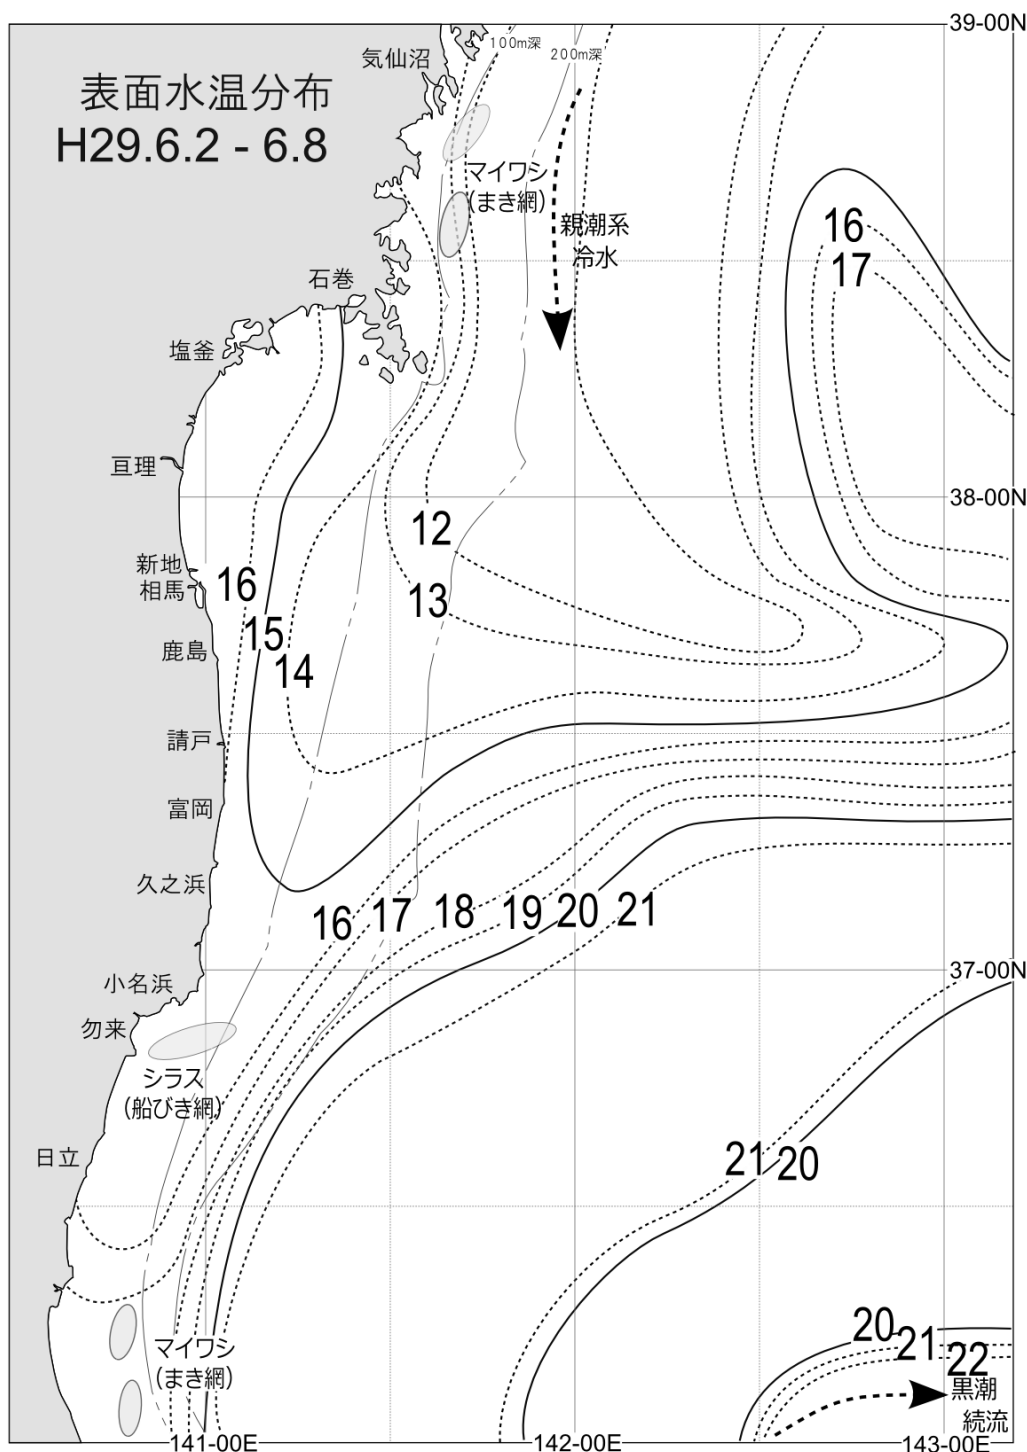 39-00N
100m深
200m深
気仙沼
表面水温分布
H29.6.2 - 6.8
マイワシ
(まき網)
親潮系
冷水
16
17
石巻
塩釜
亘理
38-00N
12
新地
相馬
16
13
15
14
鹿島
請戸
富岡
久之浜
16
17
18
19
20
21
37-00N
小名浜
勿来
シラス
(船びき網)
日立
21
20
マイワシ
(まき網)
20
21
22
黒潮
続流
141-00E
142-00E
143-00E